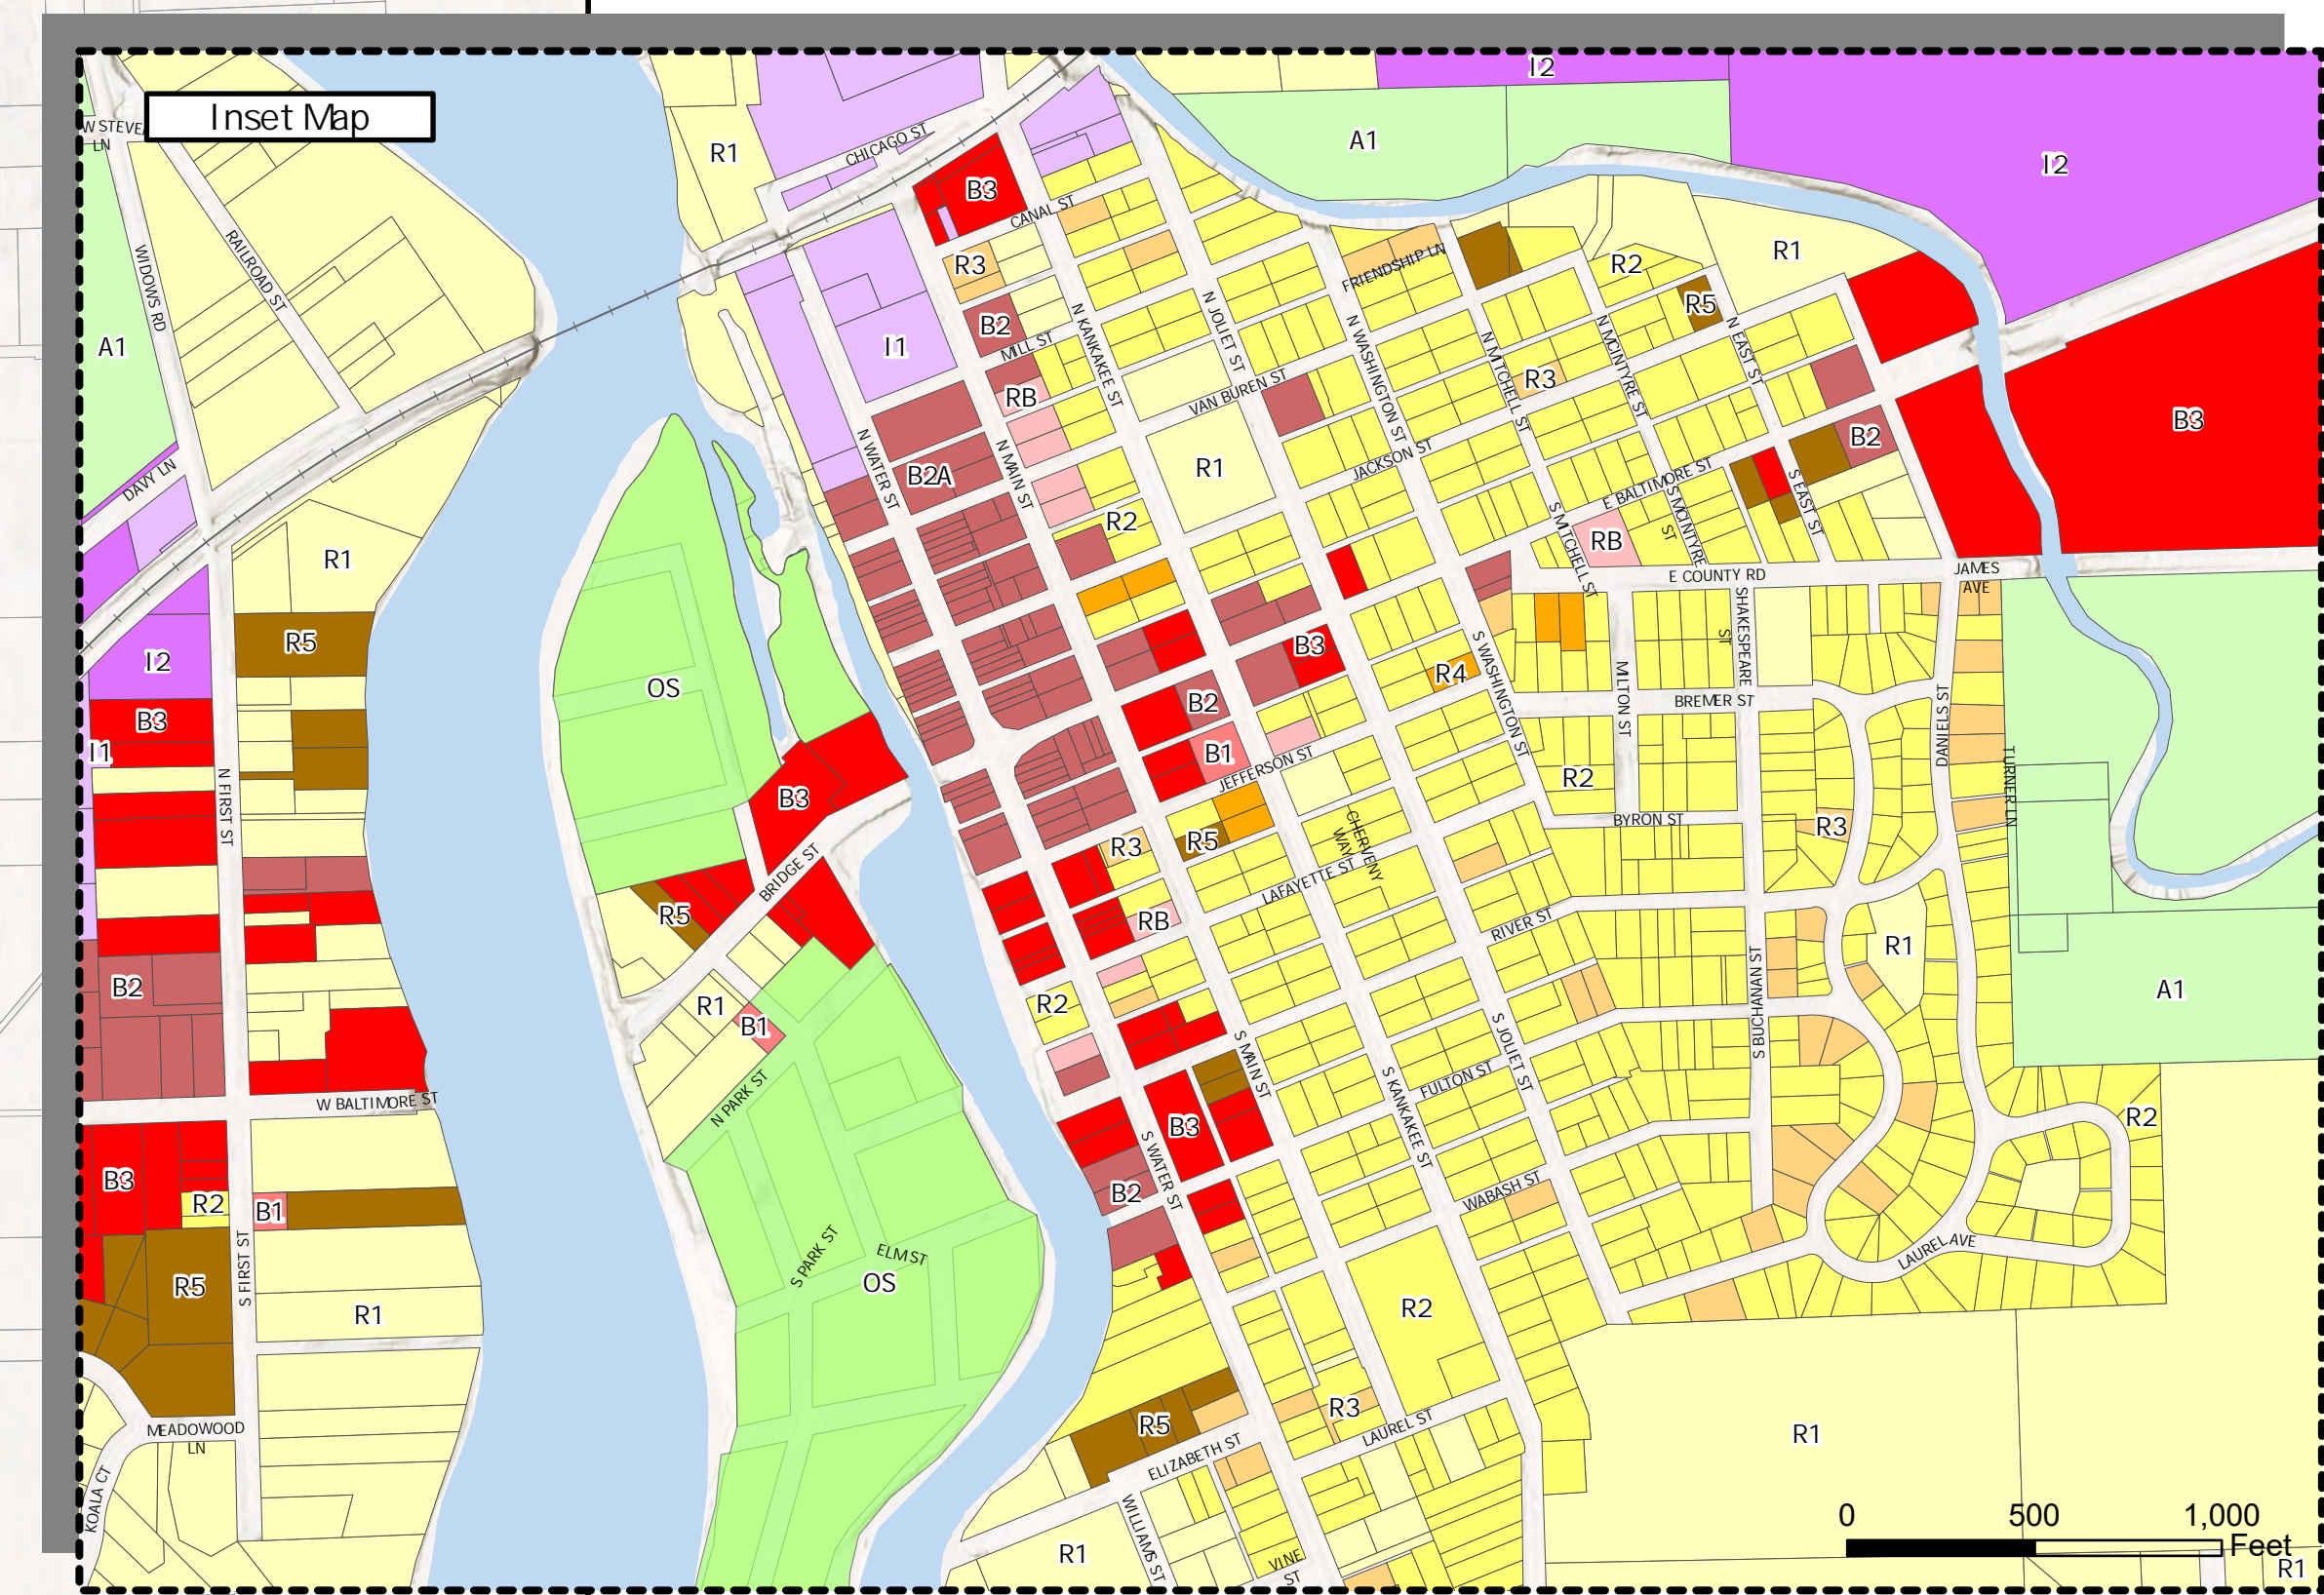 I2
Inset Map
W STEVE
LN
CHICAGO ST
A1
R1
I2
B3
CANAL ST
WIDOWS RD
RAILROAD ST
R3
FRIENDSHIP LN
R2
R1
R5
N KANKAKEE ST
N JOLIET ST
B2
N WASHINGTON ST
N MITCHELL ST
N MCINTYRE ST
N EAST ST
A1
I1
MILL ST
RB
VAN BUREN ST
R3
B3
N WATER ST
N MAIN ST
B2
DAVY LN
B2A
R1
JACKSON ST
E BALTIMORE ST
S MCINTYRE
ST
S EAST ST
R2
S MITCHELL ST
RB
R1
E COUNTY RD
JAMES
AVE
R5
I2
SHAKESPEARE
ST
B3
S WASHINGTON ST
R4
MILTON ST
OS
B2
BREMER ST
DANIELS ST
TURNER LN
B3
I1
B1
JEFFERSON ST
R2
N FIRST ST
B3
BYRON ST
R3
R3
R5
CHERVENY
WAY
BRIDGE ST
LAFAYETTE ST
R5
RB
RIVER ST
R1
B2
R1
R2
B1
S MAIN ST
S JOLIET ST
S BUCHANAN ST
A1
W BALTIMORE ST
N PARK ST
FULTON ST
S KANKAKEE ST
B3
R2
B3
S WATER ST
R2
B1
B2
WABASH ST
S FIRST ST
S PARK ST
ELM ST
LAUREL AVE
R5
OS
R1
R2
R3
R5
LAUREL ST
MEADOWOOD
LN
ELIZABETH ST
R1
KOALA CT
WILLIAMS ST
0 500 1,000
Feet
R1
VINE
ST
R1